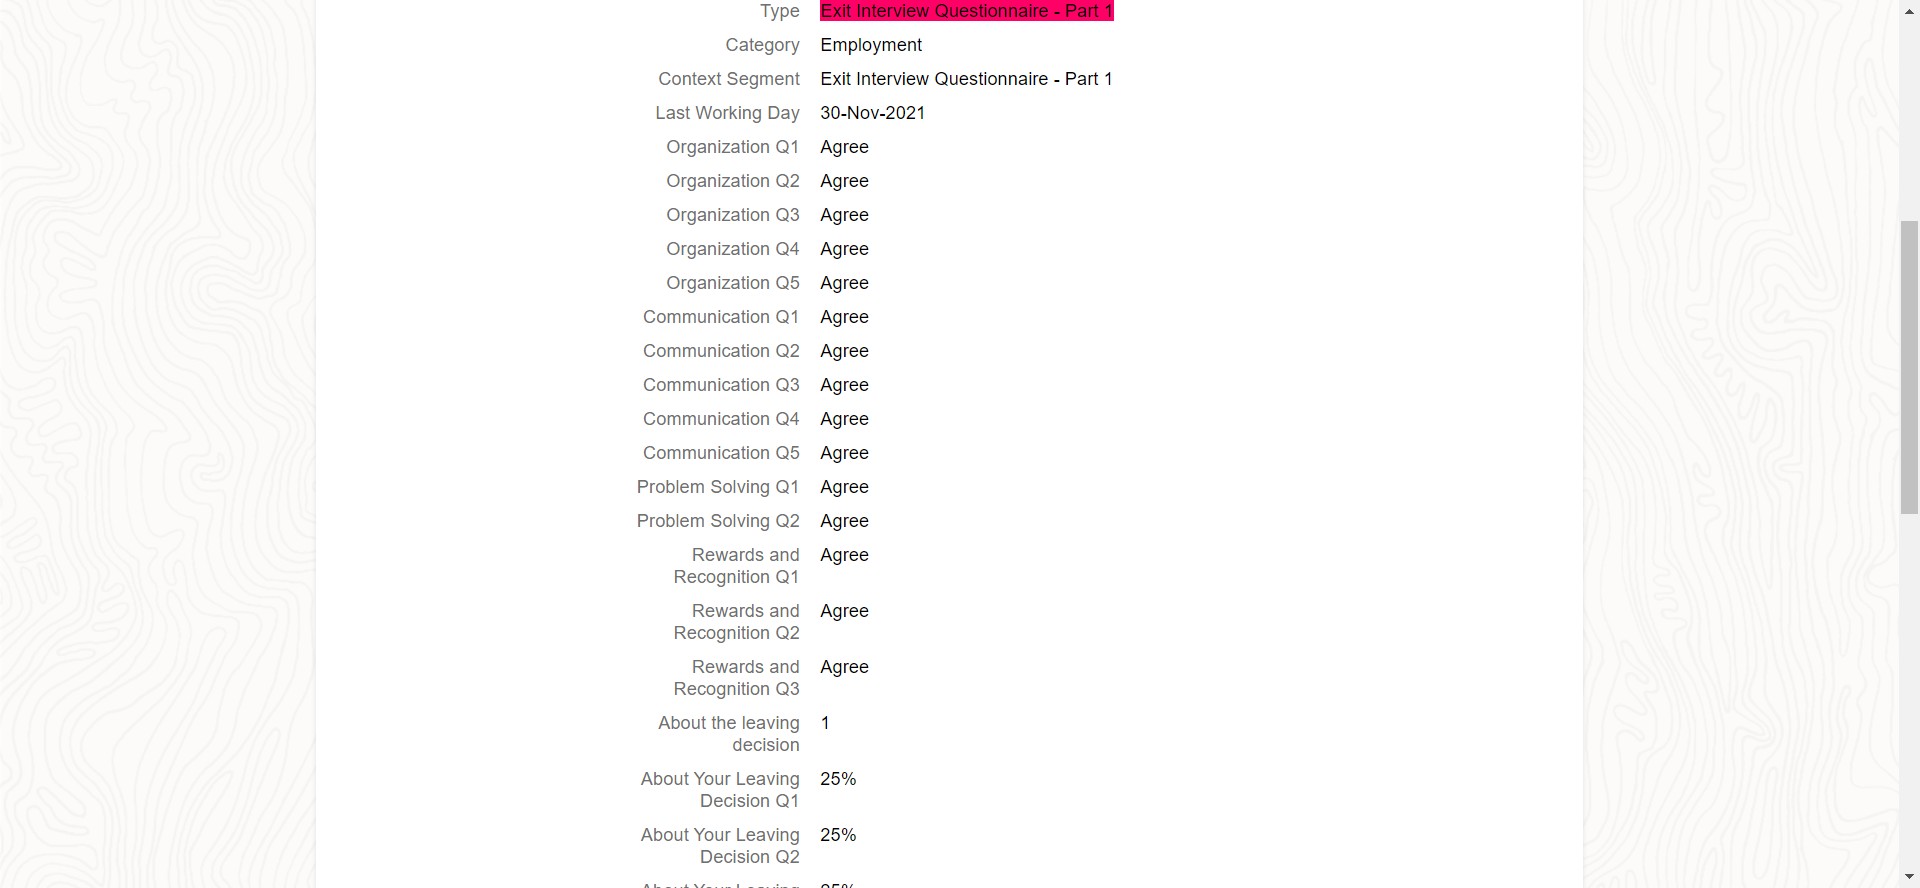 Type Exit Interview Questionnaire - Part 1
Category Employment
Context Segment Exit Interview Questionnaire - Part 1
Last Working Day 30-Nov-2021
Organization Q1 Agree
Organization Q2 Agree
Organization Q3 Agree
Organization Q4 Agree
Organization Q5 Agree
Communication Q1 Agree
Communication Q2 Agree
Communication Q3 Agree
Communication Q4 Agree
Communication Q5 Agree
Problem Solving Q1 Agree
Problem Solving Q2 Agree
Rewards and Agree
Recognition Q1
Rewards and Agree
Recognition Q2
Rewards and Agree
Recognition Q3
About the leaving 1
decision
About Your Leaving 25%
Decision Q1
About Your Leaving 25%
Decision Q2